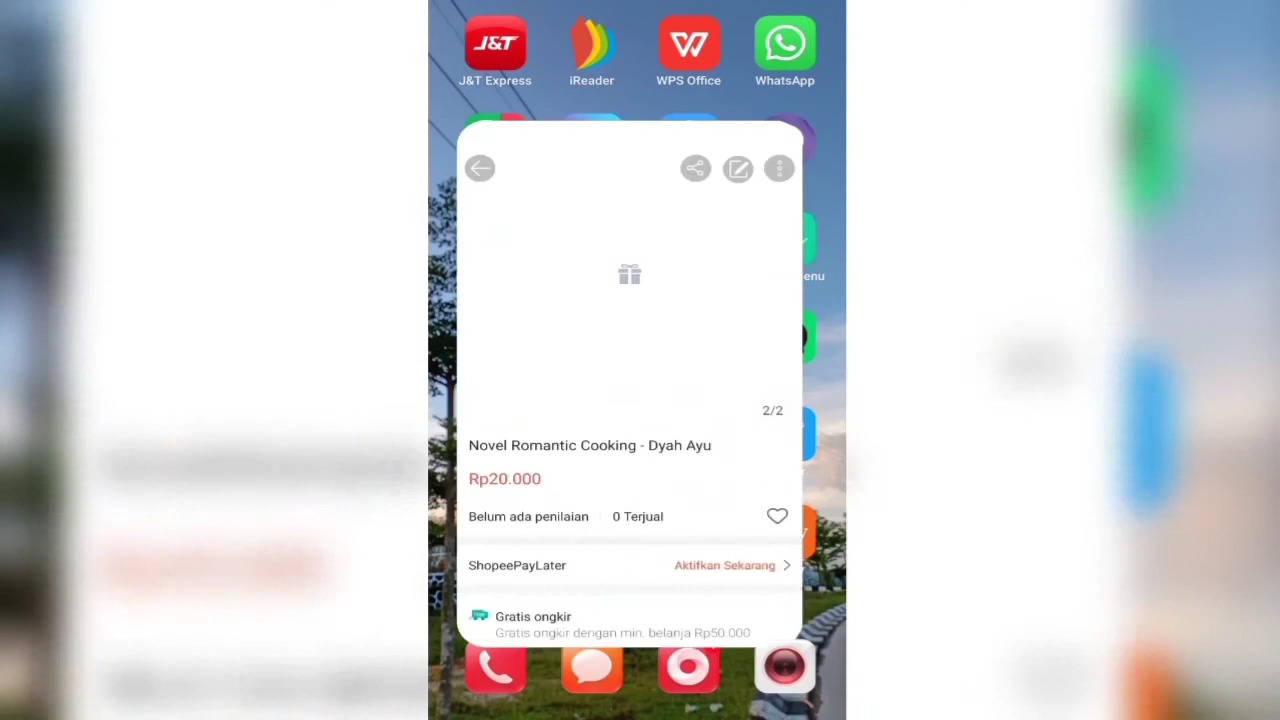 J&T
J&T Express
iReader
WPS Office
WhatsApp
enu
2/2
Novel Romantic Cooking - Dyah Ayu
Rp20.000
Belum ada penilaian
0 Terjual
ShopeePayLater
Aktifkan Sekarang
Gratis ongkir
Gratis ongkir dengan min. belanja Rp50.000